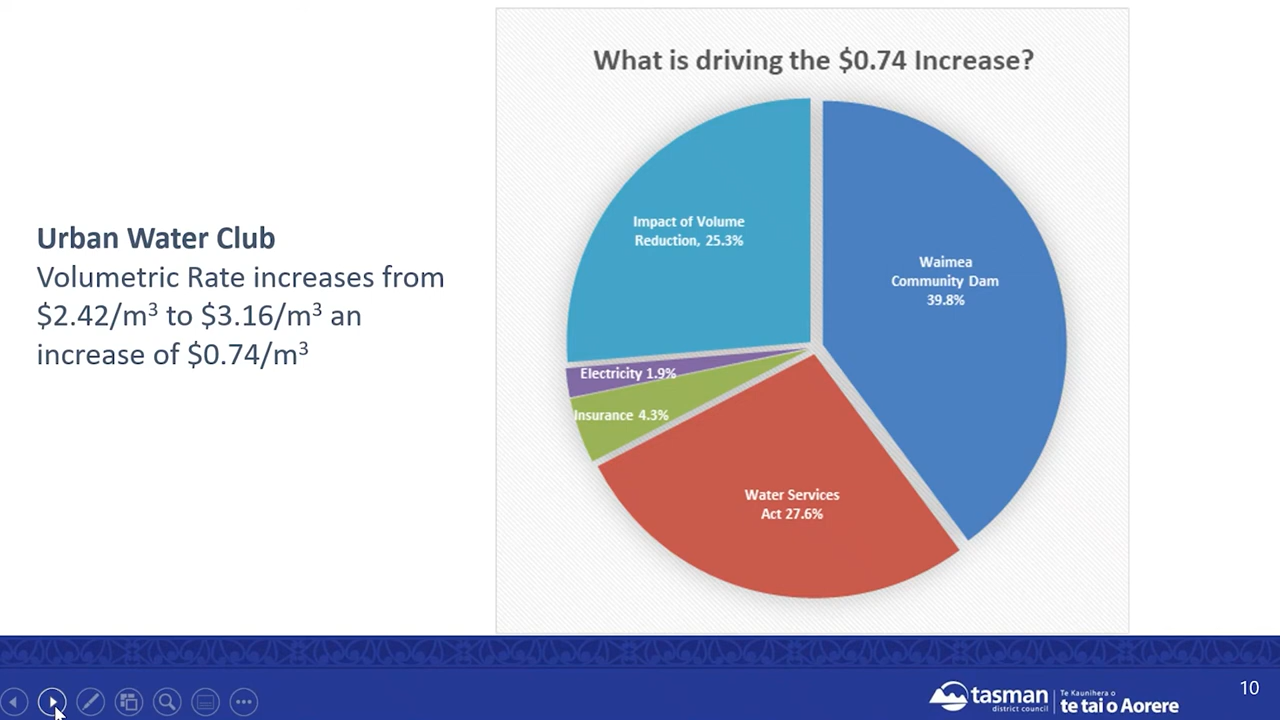 What is driving the $0.74 Increase?
Urban Water Club
Volumetric Rate increases from
$2.42/m³ to $3.16/m³ an
increase of $0.74/m³
Impact of Volume
Reduction, 25.3%
Waimea
Community Dam
39.8%
Electricity 1.9%
Insurance 4.3%
Water Services
Act 27.6%
tasman
district council
Te Kaunihera o
te tai o Aorere
10